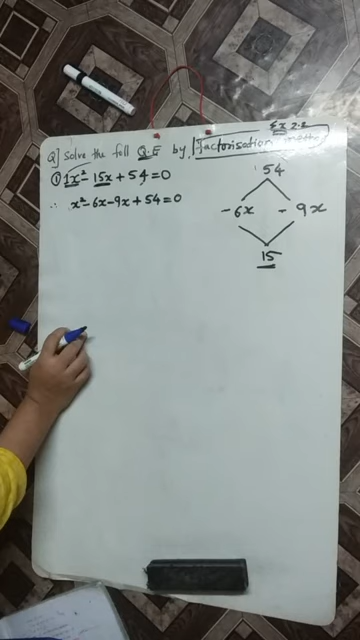 Ex 2.2
Q] Solve the foll Q.E by Factorisation method
① 1x² - 15x + 54 = 0
∴ x² - 6x - 9x + 54 = 0
54
- 6x - 9x
15